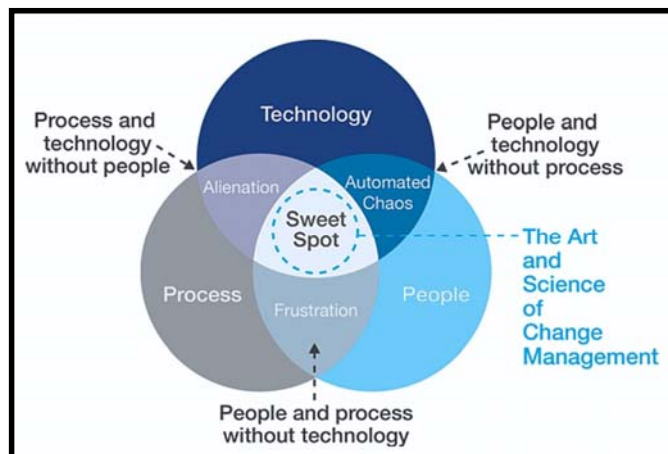 Technology
Process and
technology
without people
People and
technology
without process
Alienation
Automated
Chaos
Sweet
Spot
The Art
and
Science
of
Change
Management
Process
People
Frustration
People and process
without technology